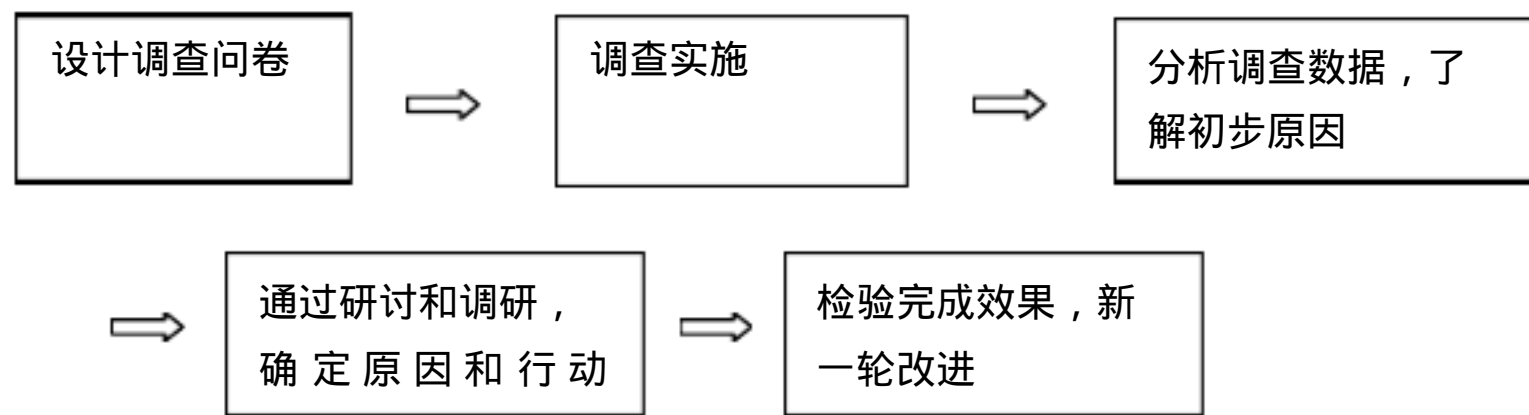 设计调查问卷
调查实施
分析调查数据，了
解初步原因
通过研讨和调研，
确定原因和行动
检验完成效果，新
一轮改进